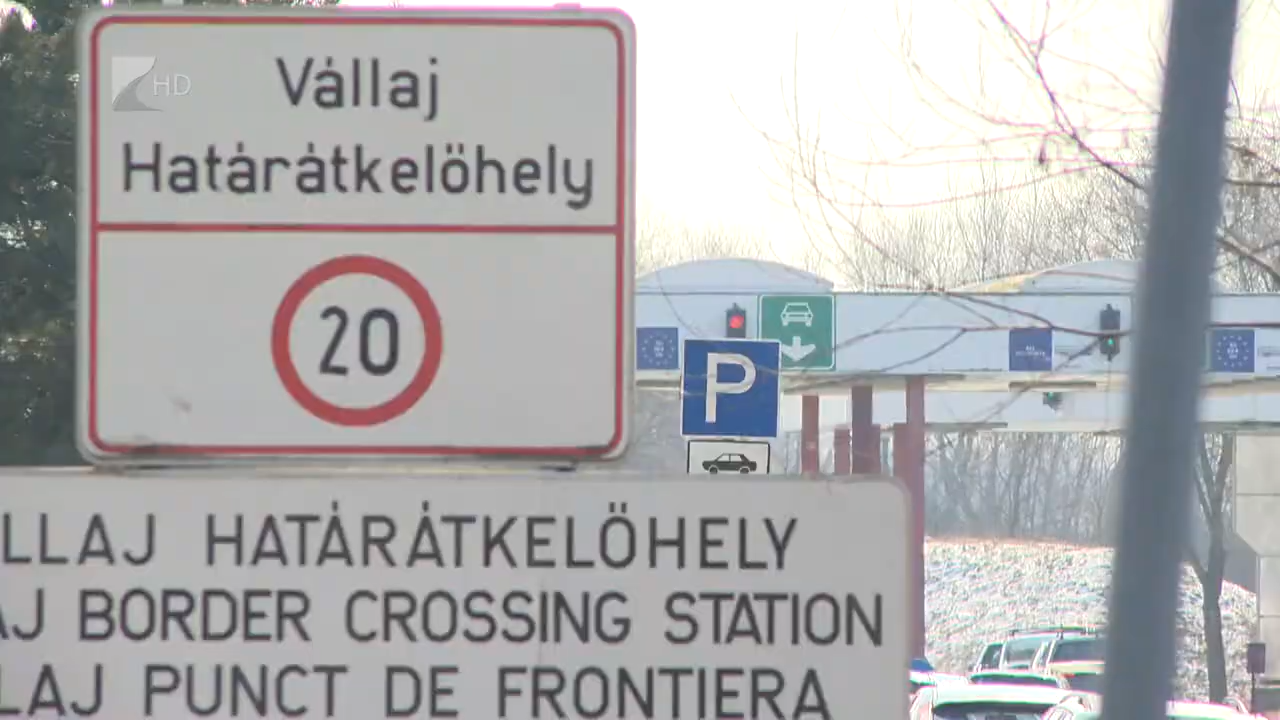 HD
Vállaj
Határátkelöhely
20
P
LLAJ HATÁRÁTKELÖHELY
AJ BORDER CROSSING STATION
LAJ PUNCT DE FRONTIERA